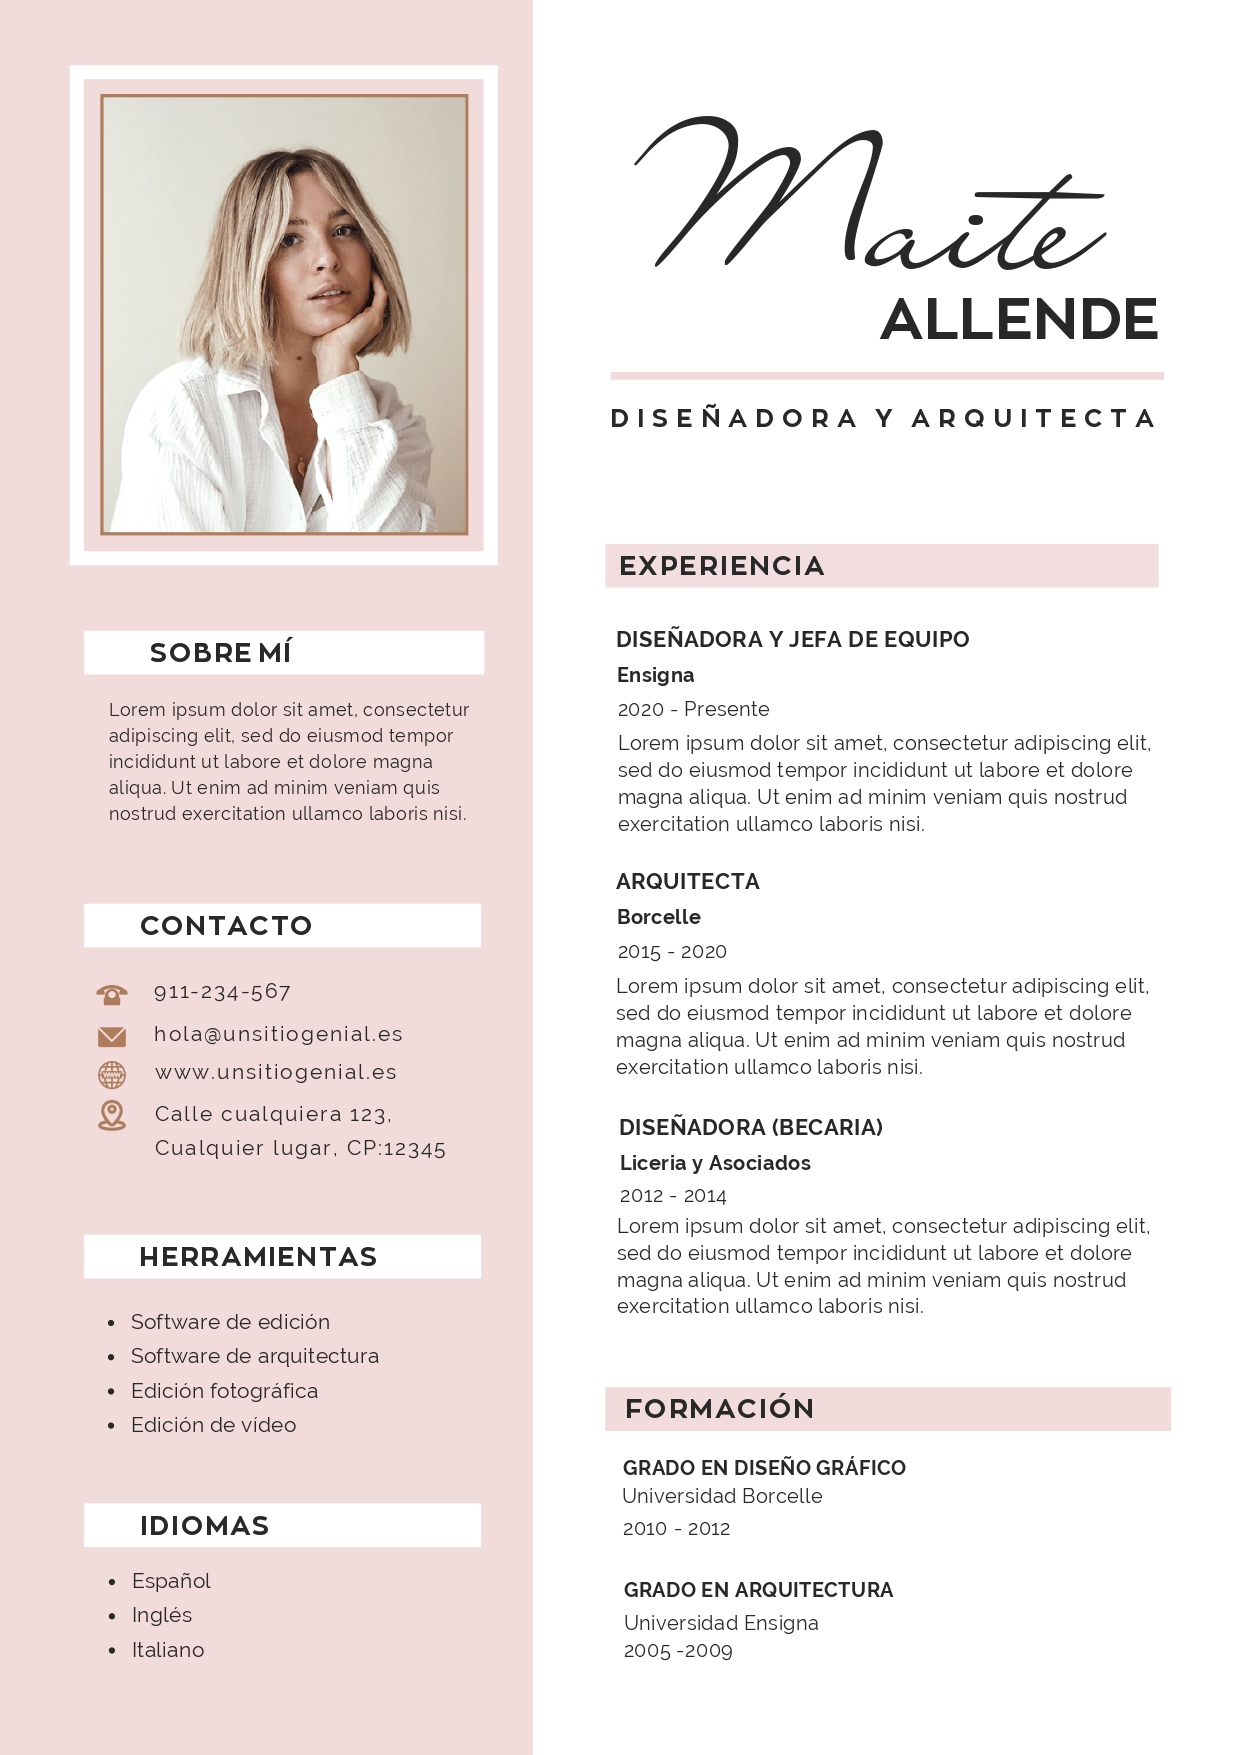 Maite
ALLENDE
DISEÑADORA Y ARQUITECTA
SOBRE MÍ
Lorem ipsum dolor sit amet, consectetur
adipiscing elit, sed do eiusmod tempor
incididunt ut labore et dolore magna
aliqua. Ut enim ad minim veniam quis
nostrud exercitation ullamco laboris nisi.
CONTACTO
911-234-567
hola@unsitiogenial.es
www.unsitiogenial.es
Calle cualquiera 123,
Cualquier lugar, CP:12345
HERRAMIENTAS
• Software de edición
• Software de arquitectura
• Edición fotográfica
• Edición de vídeo
IDIOMAS
• Español
• Inglés
• Italiano
EXPERIENCIA
DISEÑADORA Y JEFA DE EQUIPO
Ensigna
2020 - Presente
Lorem ipsum dolor sit amet, consectetur adipiscing elit,
sed do eiusmod tempor incididunt ut labore et dolore
magna aliqua. Ut enim ad minim veniam quis nostrud
exercitation ullamco laboris nisi.
ARQUITECTA
Borcelle
2015 - 2020
Lorem ipsum dolor sit amet, consectetur adipiscing elit,
sed do eiusmod tempor incididunt ut labore et dolore
magna aliqua. Ut enim ad minim veniam quis nostrud
exercitation ullamco laboris nisi.
DISEÑADORA (BECARIA)
Liceria y Asociados
2012 - 2014
Lorem ipsum dolor sit amet, consectetur adipiscing elit,
sed do eiusmod tempor incididunt ut labore et dolore
magna aliqua. Ut enim ad minim veniam quis nostrud
exercitation ullamco laboris nisi.
FORMACIÓN
GRADO EN DISEÑO GRÁFICO
Universidad Borcelle
2010 - 2012
GRADO EN ARQUITECTURA
Universidad Ensigna
2005 -2009